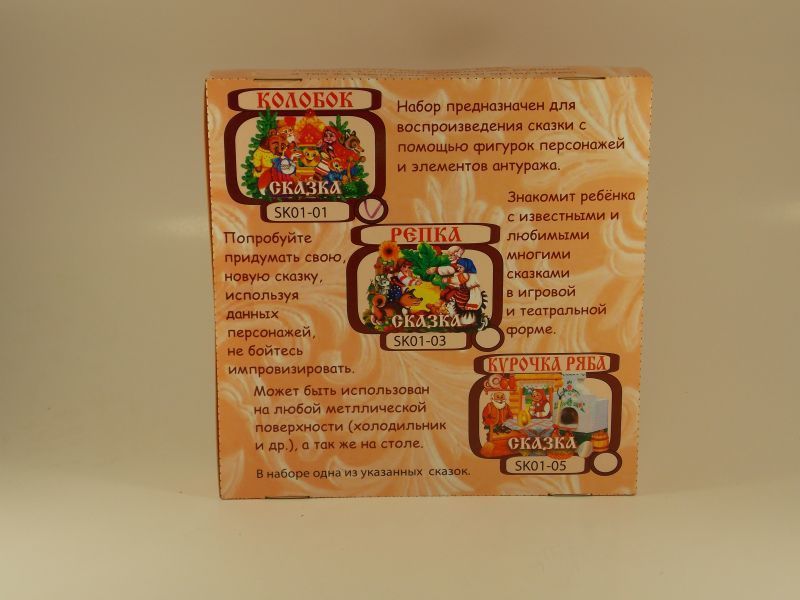 КОЛОБОК
СКАЗКА
SK01-01
Набор предназначен для
воспроизведения сказки с
помощью фигурок персонажей
и элементов антуража.
Знакомит ребёнка
с известными и
любимыми
многими
сказками
в игровой
и театральной
форме.
РЕПКА
СКАЗКА
SK01-03
Попробуйте
придумать свою,
новую сказку,
используя
данных
персонажей,
не бойтесь
импровизировать.
КУРОЧКА РЯБА
СКАЗКА
SK01-05
Может быть использован
на любой метллической
поверхности (холодильник
и др.), а так же на столе.
В наборе одна из указанных сказок.